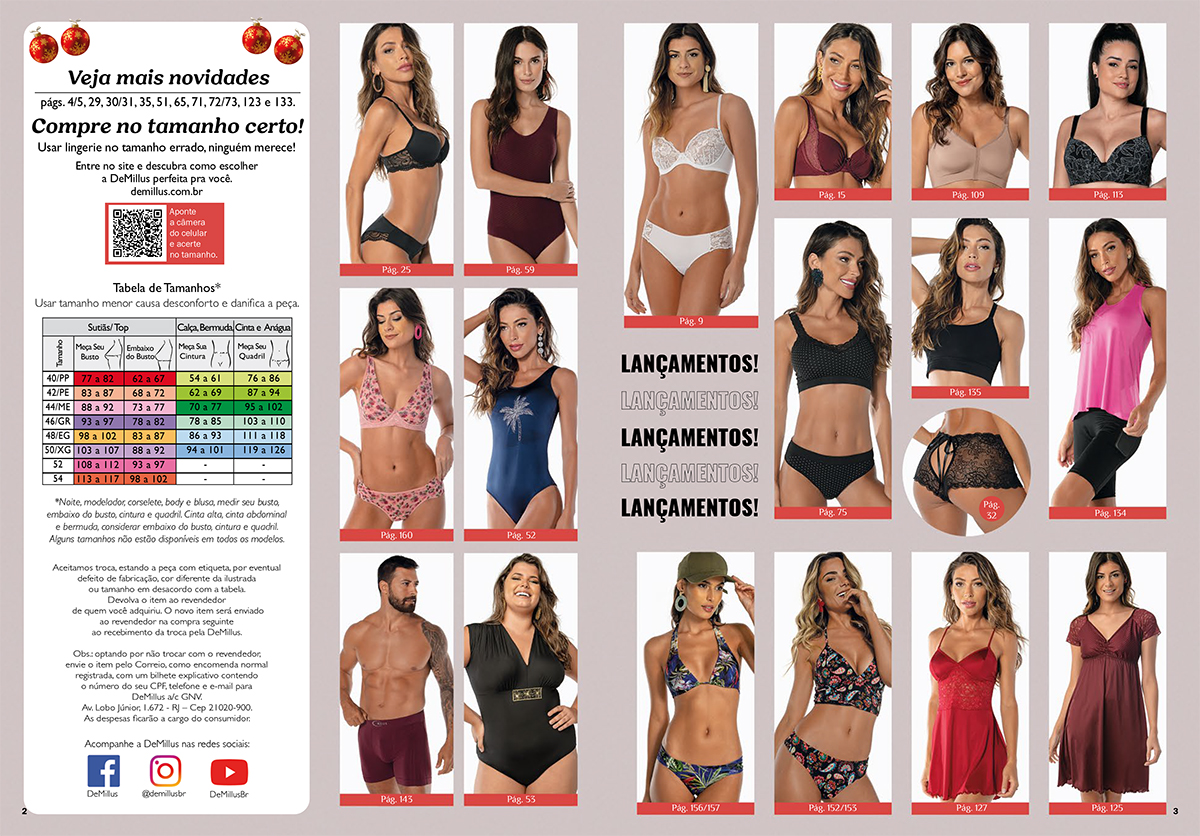 Veja mais novidades
págs. 4/5, 29, 30/31, 35, 51, 65, 71, 72/73, 123 e 133.
Compre no tamanho certo!
Usar lingerie no tamanho errado, ninguém merece!
Entre no site e descubra como escolher
a DeMillus perfeita pra você.
demillus.com.br
Aponte
a câmera
do celular
e acerte
no tamanho.
Tabela de Tamanhos*
Usar tamanho menor causa desconforto e danifica a peça.
Sutiãs/ Top Calça, Bermuda, Cinta e Anágua
Tamanho Meça Seu Busto Embaixo do Busto Meça Sua Cintura Meça Seu Quadril
40/PP 77 a 82 62 a 67 54 a 61 76 a 86
42/PE 83 a 87 68 a 72 62 a 69 87 a 94
44/ME 88 a 92 73 a 77 70 a 77 95 a 102
46/GR 93 a 97 78 a 82 78 a 85 103 a 110
48/EG 98 a 102 83 a 87 86 a 93 111 a 118
50/XG 103 a 107 88 a 92 94 a 101 119 a 126
52 108 a 112 93 a 97 - -
54 113 a 117 98 a 102 - -
*Noite, modelador, corselete, body e blusa, medir seu busto,
embaixo do busto, cintura e quadril. Cinta alta, cinta abdominal
e bermuda, considerar embaixo do busto, cintura e quadril.
Alguns tamanhos não estão disponíveis em todos os modelos.
Aceitamos troca, estando a peça com etiqueta, por eventual
defeito de fabricação, cor diferente da ilustrada
ou tamanho em desacordo com a tabela.
Devolva o item ao revendedor
de quem você adquiriu. O novo item será enviado
ao revendedor na compra seguinte
ao recebimento da troca pela DeMillus.
Obs.: optando por não trocar com o revendedor,
envie o item pelo Correio, como encomenda normal
registrada, com um bilhete explicativo contendo
o número do seu CPF, telefone e e-mail para
DeMillus a/c GNV.
Av. Lobo Júnior, 1.672 - RJ – Cep 21020-900.
As despesas ficarão a cargo do consumidor.
Acompanhe a DeMillus nas redes sociais:
DeMillus @demillusbr DeMillusBr
2
Pág. 25
Pág. 59
Pág. 160
Pág. 52
Pág. 143
Pág. 53
Pág. 9
Pág. 15
Pág. 109
Pág. 113
LANÇAMENTOS!
LANÇAMENTOS!
LANÇAMENTOS!
LANÇAMENTOS!
LANÇAMENTOS!
Pág. 75
Pág. 135
Pág.
32
Pág. 134
Pág. 156/157
Pág. 152/153
Pág. 127
Pág. 125
3